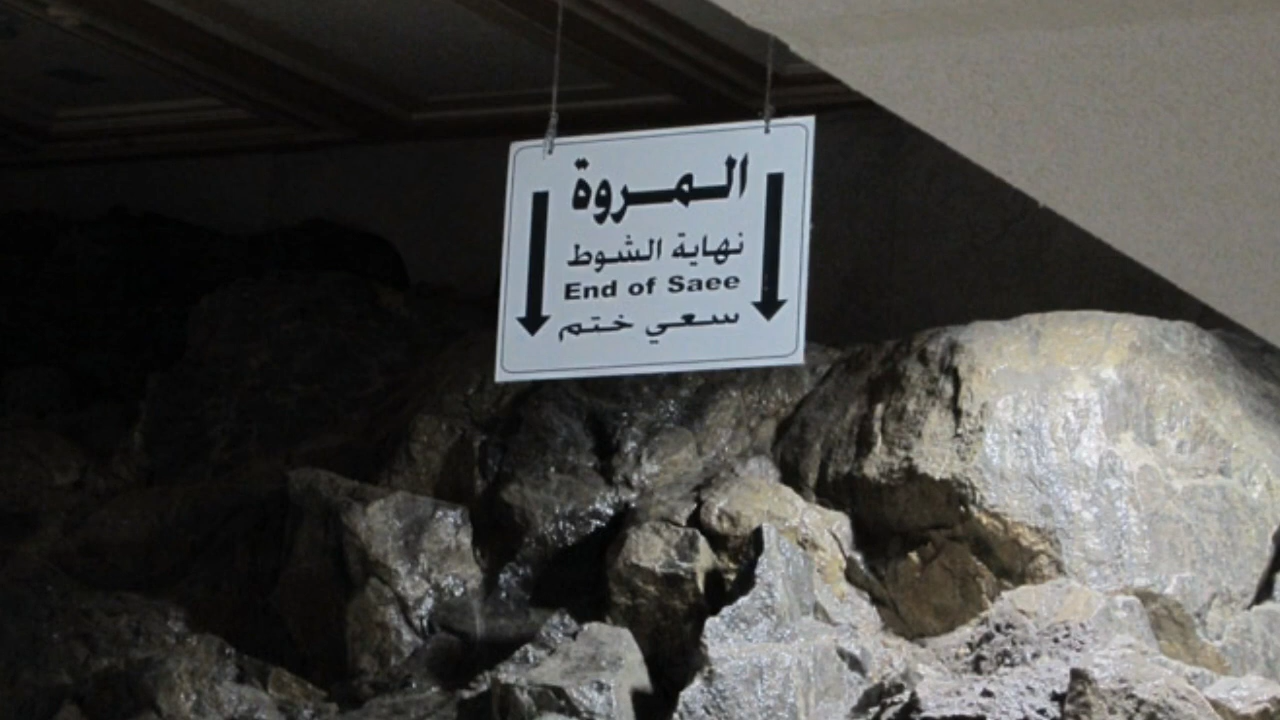 المروة
نهاية الشوط
End of Saee
سعي ختم